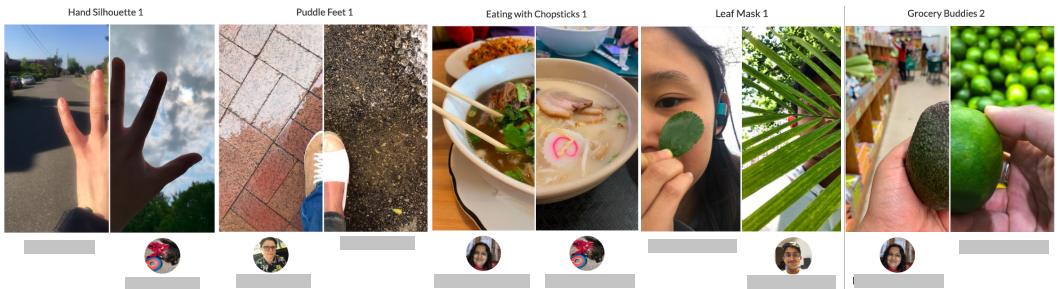 Hand Silhouette 1
Puddle Feet 1
Eating with Chopsticks 1
Leaf Mask 1
Grocery Buddies 2